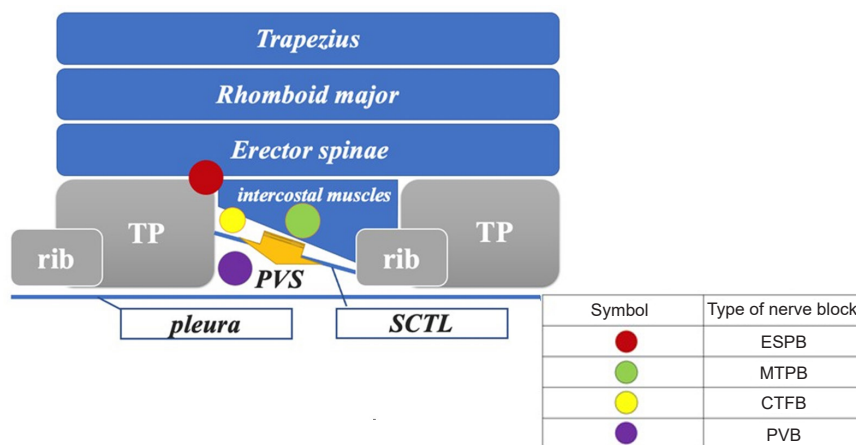 Trapezius
Rhomboid major
Erector spinae
intercostal muscles
TP
TP
rib
rib
PVS
pleura
SCTL
Symbol Type of nerve block
ESPB
MTPB
CTFB
PVB